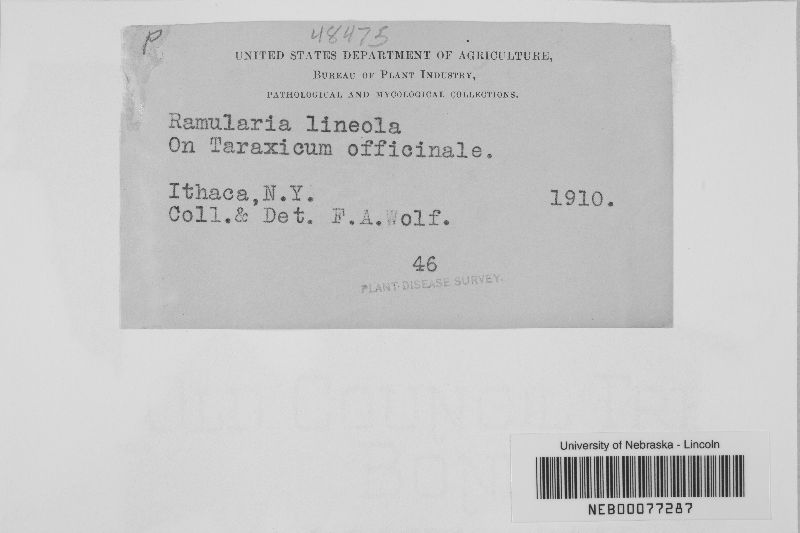 P
48475
UNITED STATES DEPARTMENT OF AGRICULTURE,
BUREAU OF PLANT INDUSTRY,
PATHOLOGICAL AND MYCOLOGICAL COLLECTIONS.
Ramularia lineola
On Taraxicum officinale.
Ithaca,N.Y. 1910.
Coll.& Det. F.A.Wolf.
46
PLANT-DISEASE SURVEY.
University of Nebraska - Lincoln
NEB00077287